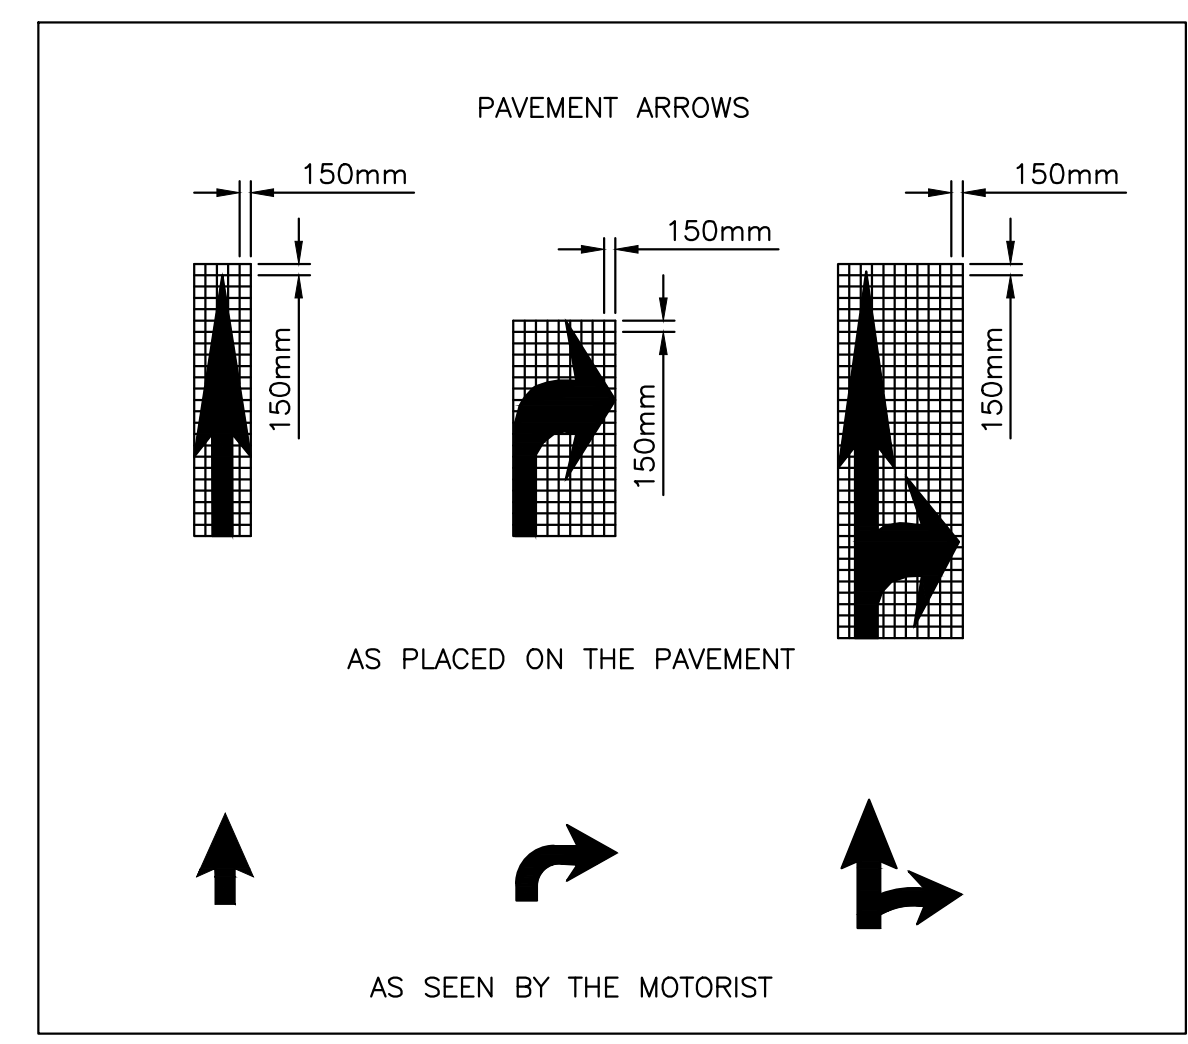 PAVEMENT ARROWS
150mm
150mm
150mm
150mm
150mm
150mm
AS PLACED ON THE PAVEMENT
AS SEEN BY THE MOTORIST